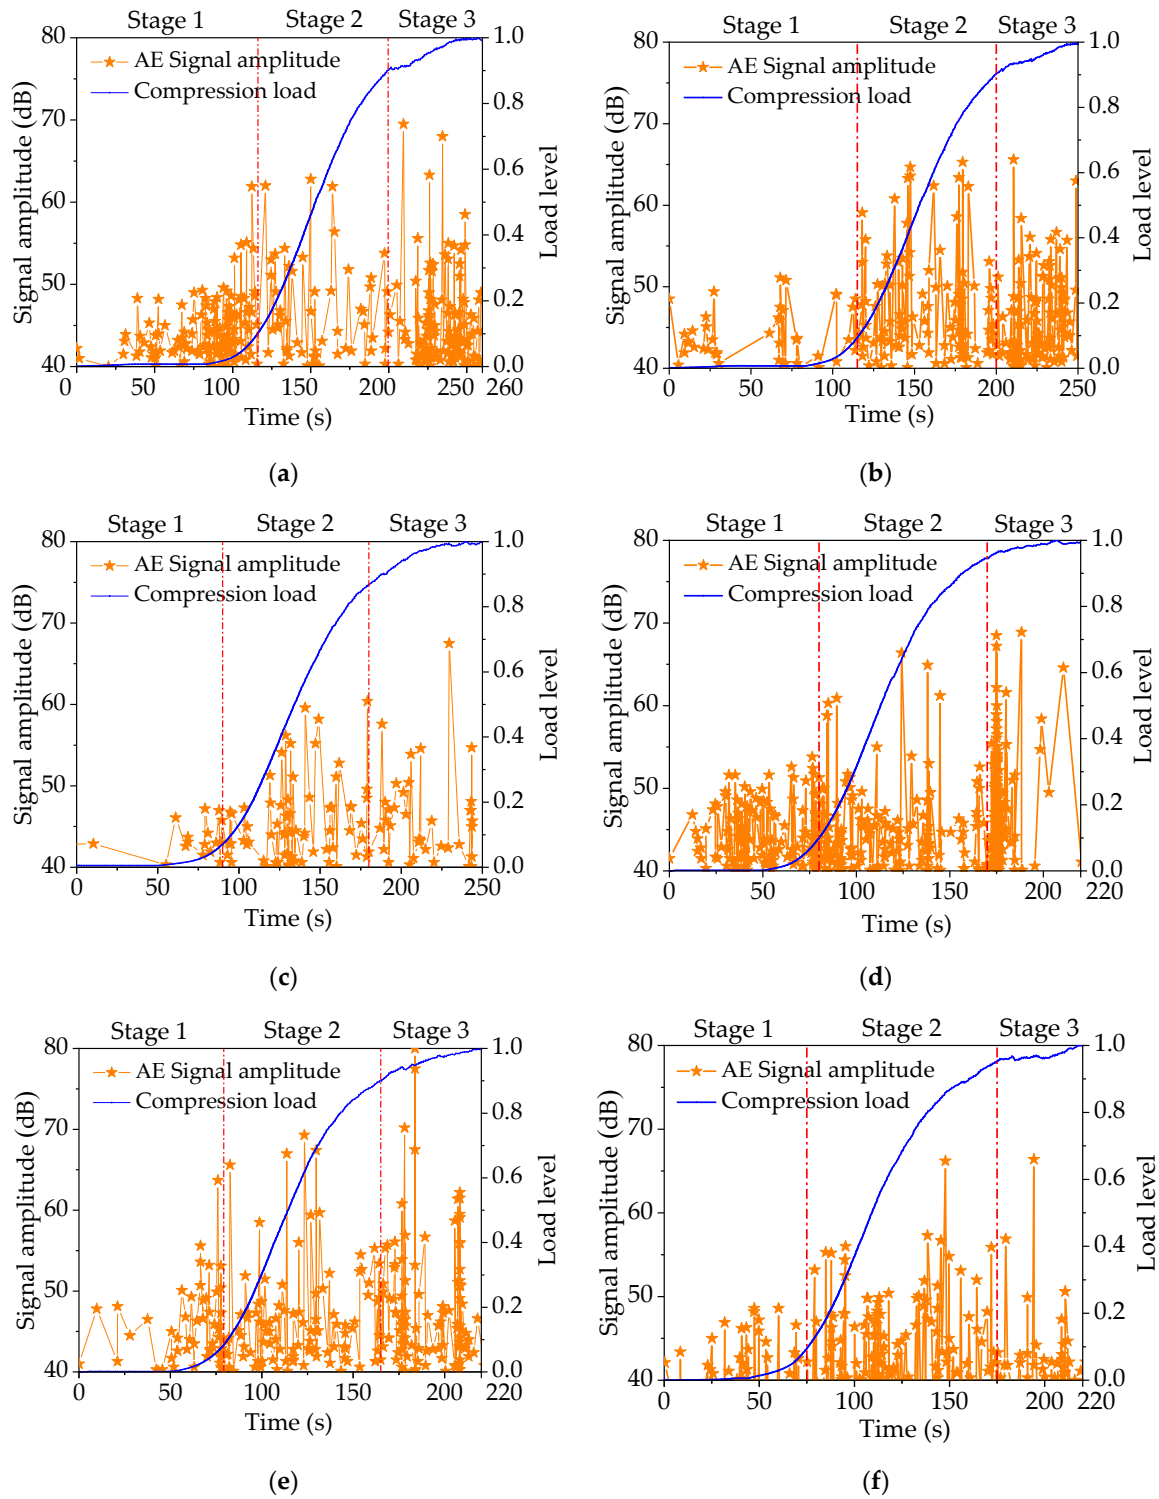 Stage 1 Stage 2 Stage 3
AE Signal amplitude
Compression load
Signal amplitude (dB)
80
70
60
50
40
Load level
1.0
0.8
0.6
0.4
0.2
0.0
0 50 100 150 200 250 260
Time (s)
(a)
Stage 1 Stage 2 Stage 3
AE Signal amplitude
Compression load
Signal amplitude (dB)
80
70
60
50
40
Load level
1.0
0.8
0.6
0.4
0.2
0.0
0 50 100 150 200 250
Time (s)
(b)
Stage 1 Stage 2 Stage 3
AE Signal amplitude
Compression load
Signal amplitude (dB)
80
70
60
50
40
Load level
1.0
0.8
0.6
0.4
0.2
0.0
0 50 100 150 200 250
Time (s)
(c)
Stage 1 Stage 2 Stage 3
AE Signal amplitude
Compression load
Signal amplitude (dB)
80
70
60
50
40
Load level
1.0
0.8
0.6
0.4
0.2
0.0
0 50 100 150 200 220
Time (s)
(d)
Stage 1 Stage 2 Stage 3
AE Signal amplitude
Compression load
Signal amplitude (dB)
80
70
60
50
40
Load level
1.0
0.8
0.6
0.4
0.2
0.0
0 50 100 150 200 220
Time (s)
(e)
Stage 1 Stage 2 Stage 3
AE Signal amplitude
Compression load
Signal amplitude (dB)
80
70
60
50
40
Load level
1.0
0.8
0.6
0.4
0.2
0.0
0 50 100 150 200 220
Time (s)
(f)